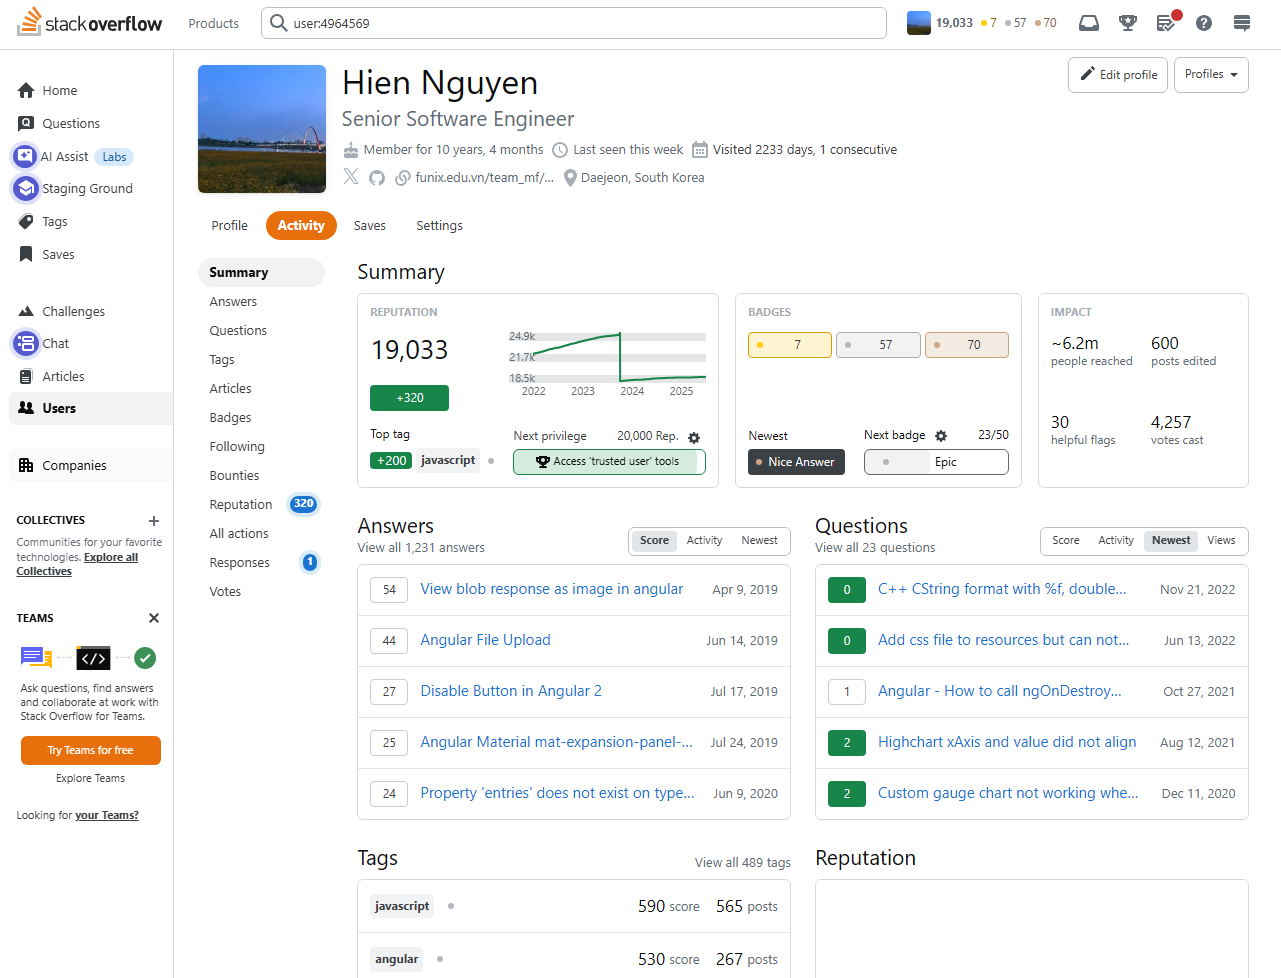 stackoverflow
Products
user:4964569
19,033 7 57 70
Home
Questions
AI Assist Labs
Staging Ground
Tags
Saves
Challenges
Chat
Articles
Users
Companies
COLLECTIVES
Communities for your favorite
technologies. Explore all
Collectives
TEAMS
Ask questions, find answers
and collaborate at work with
Stack Overflow for Teams.
Try Teams for free
Explore Teams
Looking for your Teams?
Hien Nguyen
Senior Software Engineer
Member for 10 years, 4 months Last seen this week Visited 2233 days, 1 consecutive
funix.edu.vn/team_mf/... Daejeon, South Korea
Edit profile
Profiles
Profile Activity Saves Settings
Summary
Answers
Questions
Tags
Articles
Badges
Following
Bounties
Reputation 320
All actions
Responses 1
Votes
Summary
REPUTATION
19,033
+320
24.9k
21.7k
18.5k
2022 2023 2024 2025
Top tag
+200 javascript
Next privilege 20,000 Rep.
Access 'trusted user' tools
BADGES
7 57 70
Newest
Nice Answer
Next badge 23/50
Epic
IMPACT
~6.2m
people reached
600
posts edited
30
helpful flags
4,257
votes cast
Answers
View all 1,231 answers
Score Activity Newest
54 View blob response as image in angular Apr 9, 2019
44 Angular File Upload Jun 14, 2019
27 Disable Button in Angular 2 Jul 17, 2019
25 Angular Material mat-expansion-panel-... Jul 24, 2019
24 Property 'entries' does not exist on type... Jun 9, 2020
Questions
View all 23 questions
Score Activity Newest Views
0 C++ CString format with %f, double... Nov 21, 2022
0 Add css file to resources but can not... Jun 13, 2022
1 Angular - How to call ngOnDestroy... Oct 27, 2021
2 Highchart xAxis and value did not align Aug 12, 2021
2 Custom gauge chart not working whe... Dec 11, 2020
Tags
View all 489 tags
javascript 590 score 565 posts
angular 530 score 267 posts
Reputation